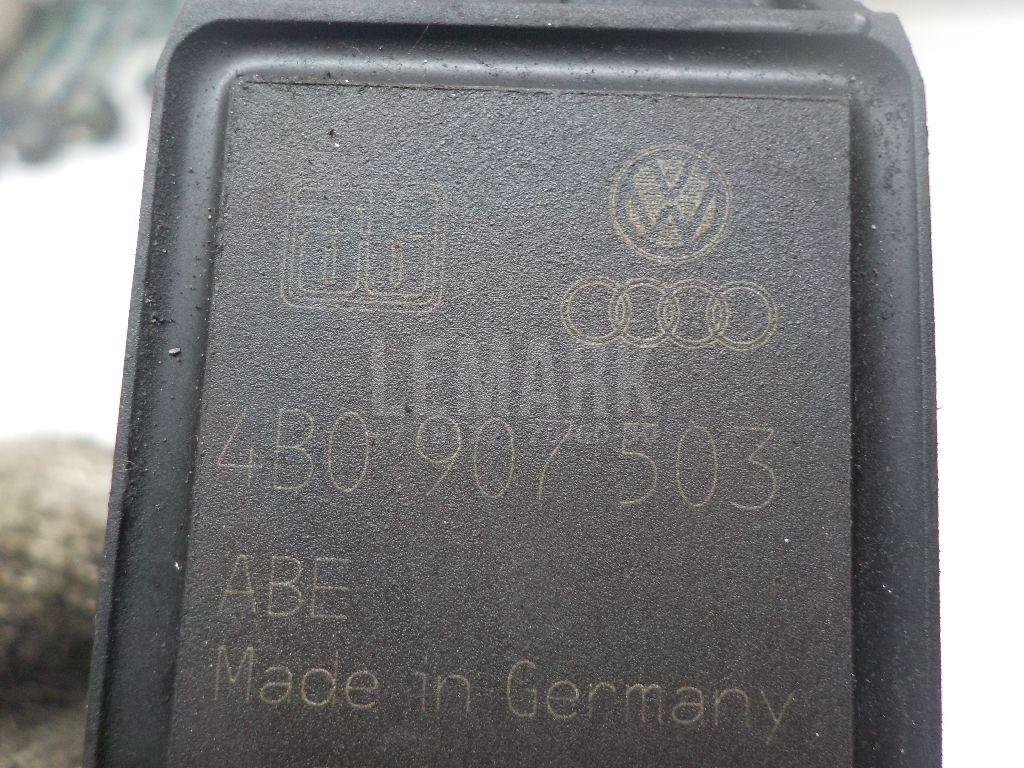 LEMARK
4B0 907 503
ABE
Made in Germany